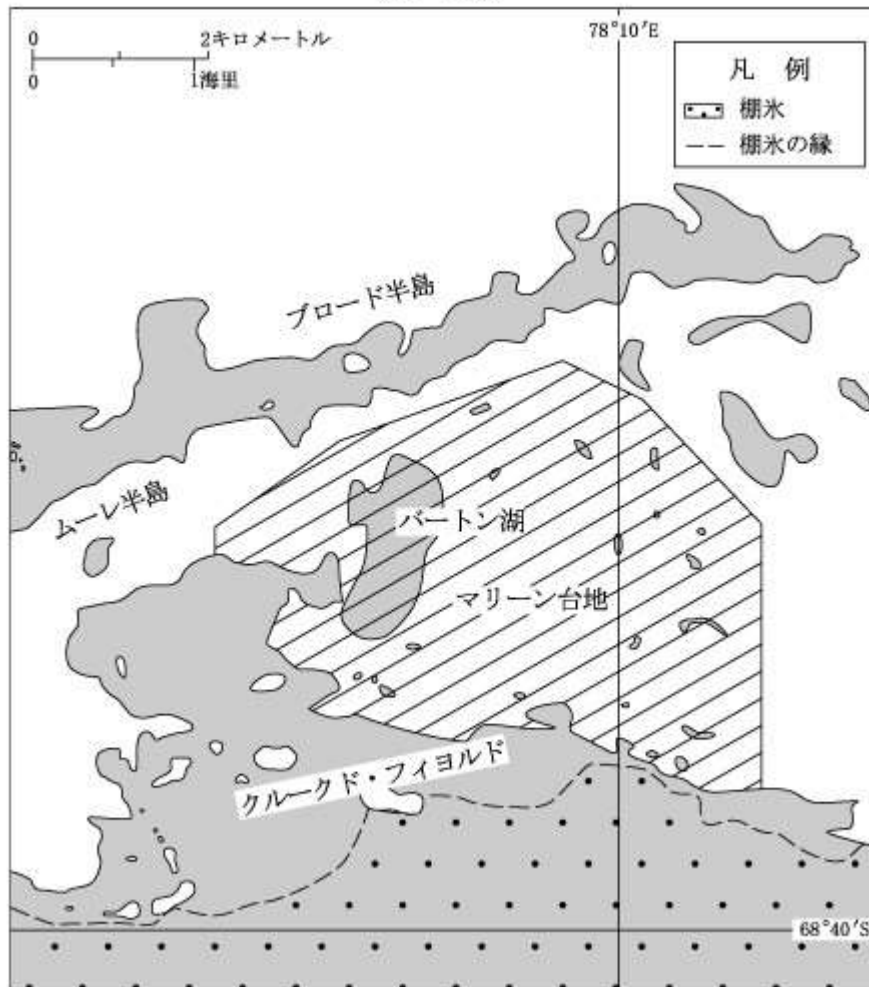 0 2キロメートル
0 1海里
78°10′E
凡 例
棚氷
棚氷の縁
ブロード半島
ムーレ半島
バートン湖
マリーン台地
クルークド・フィヨルド
68°40′S